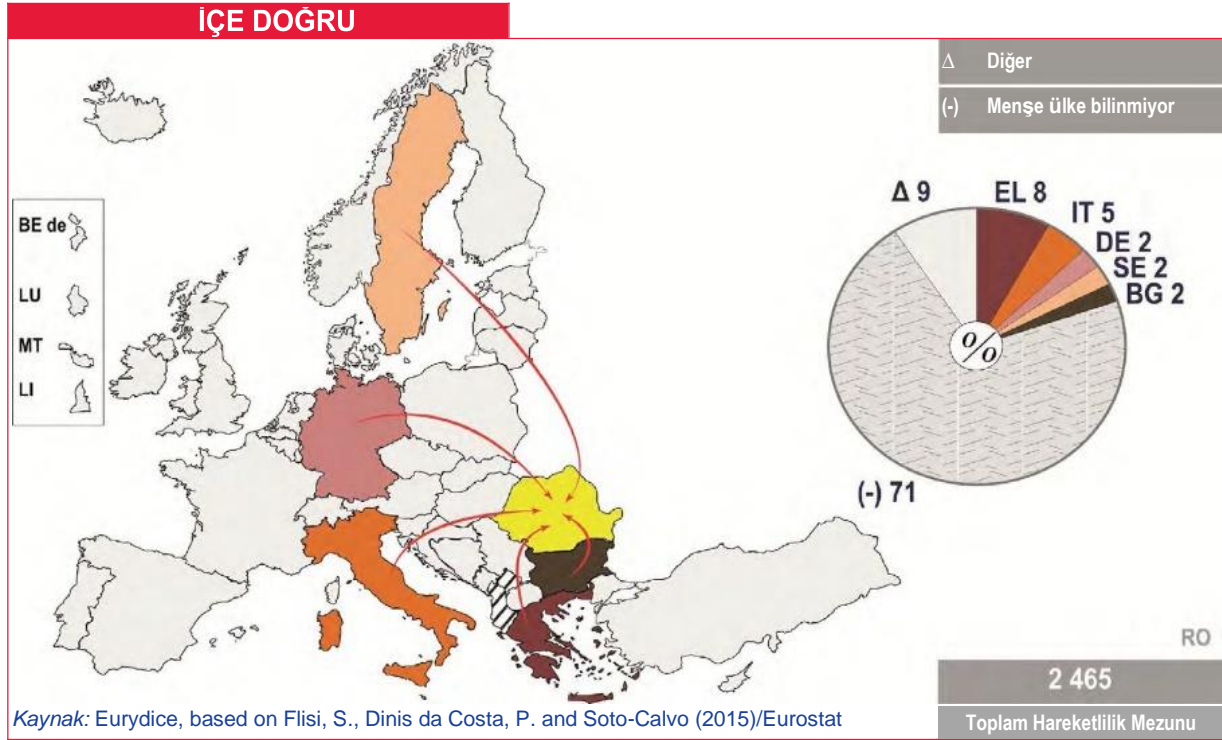 İÇE DOĞRU
Δ Diğer
(-) Menşe ülke bilinmiyor
BE de
LU
MT
LI
Δ 9
EL 8
IT 5
DE 2
SE 2
BG 2
%
(-) 71
RO
2 465
Toplam Hareketlilik Mezunu
Kaynak: Eurydice, based on Flisi, S., Dinis da Costa, P. and Soto-Calvo (2015)/Eurostat